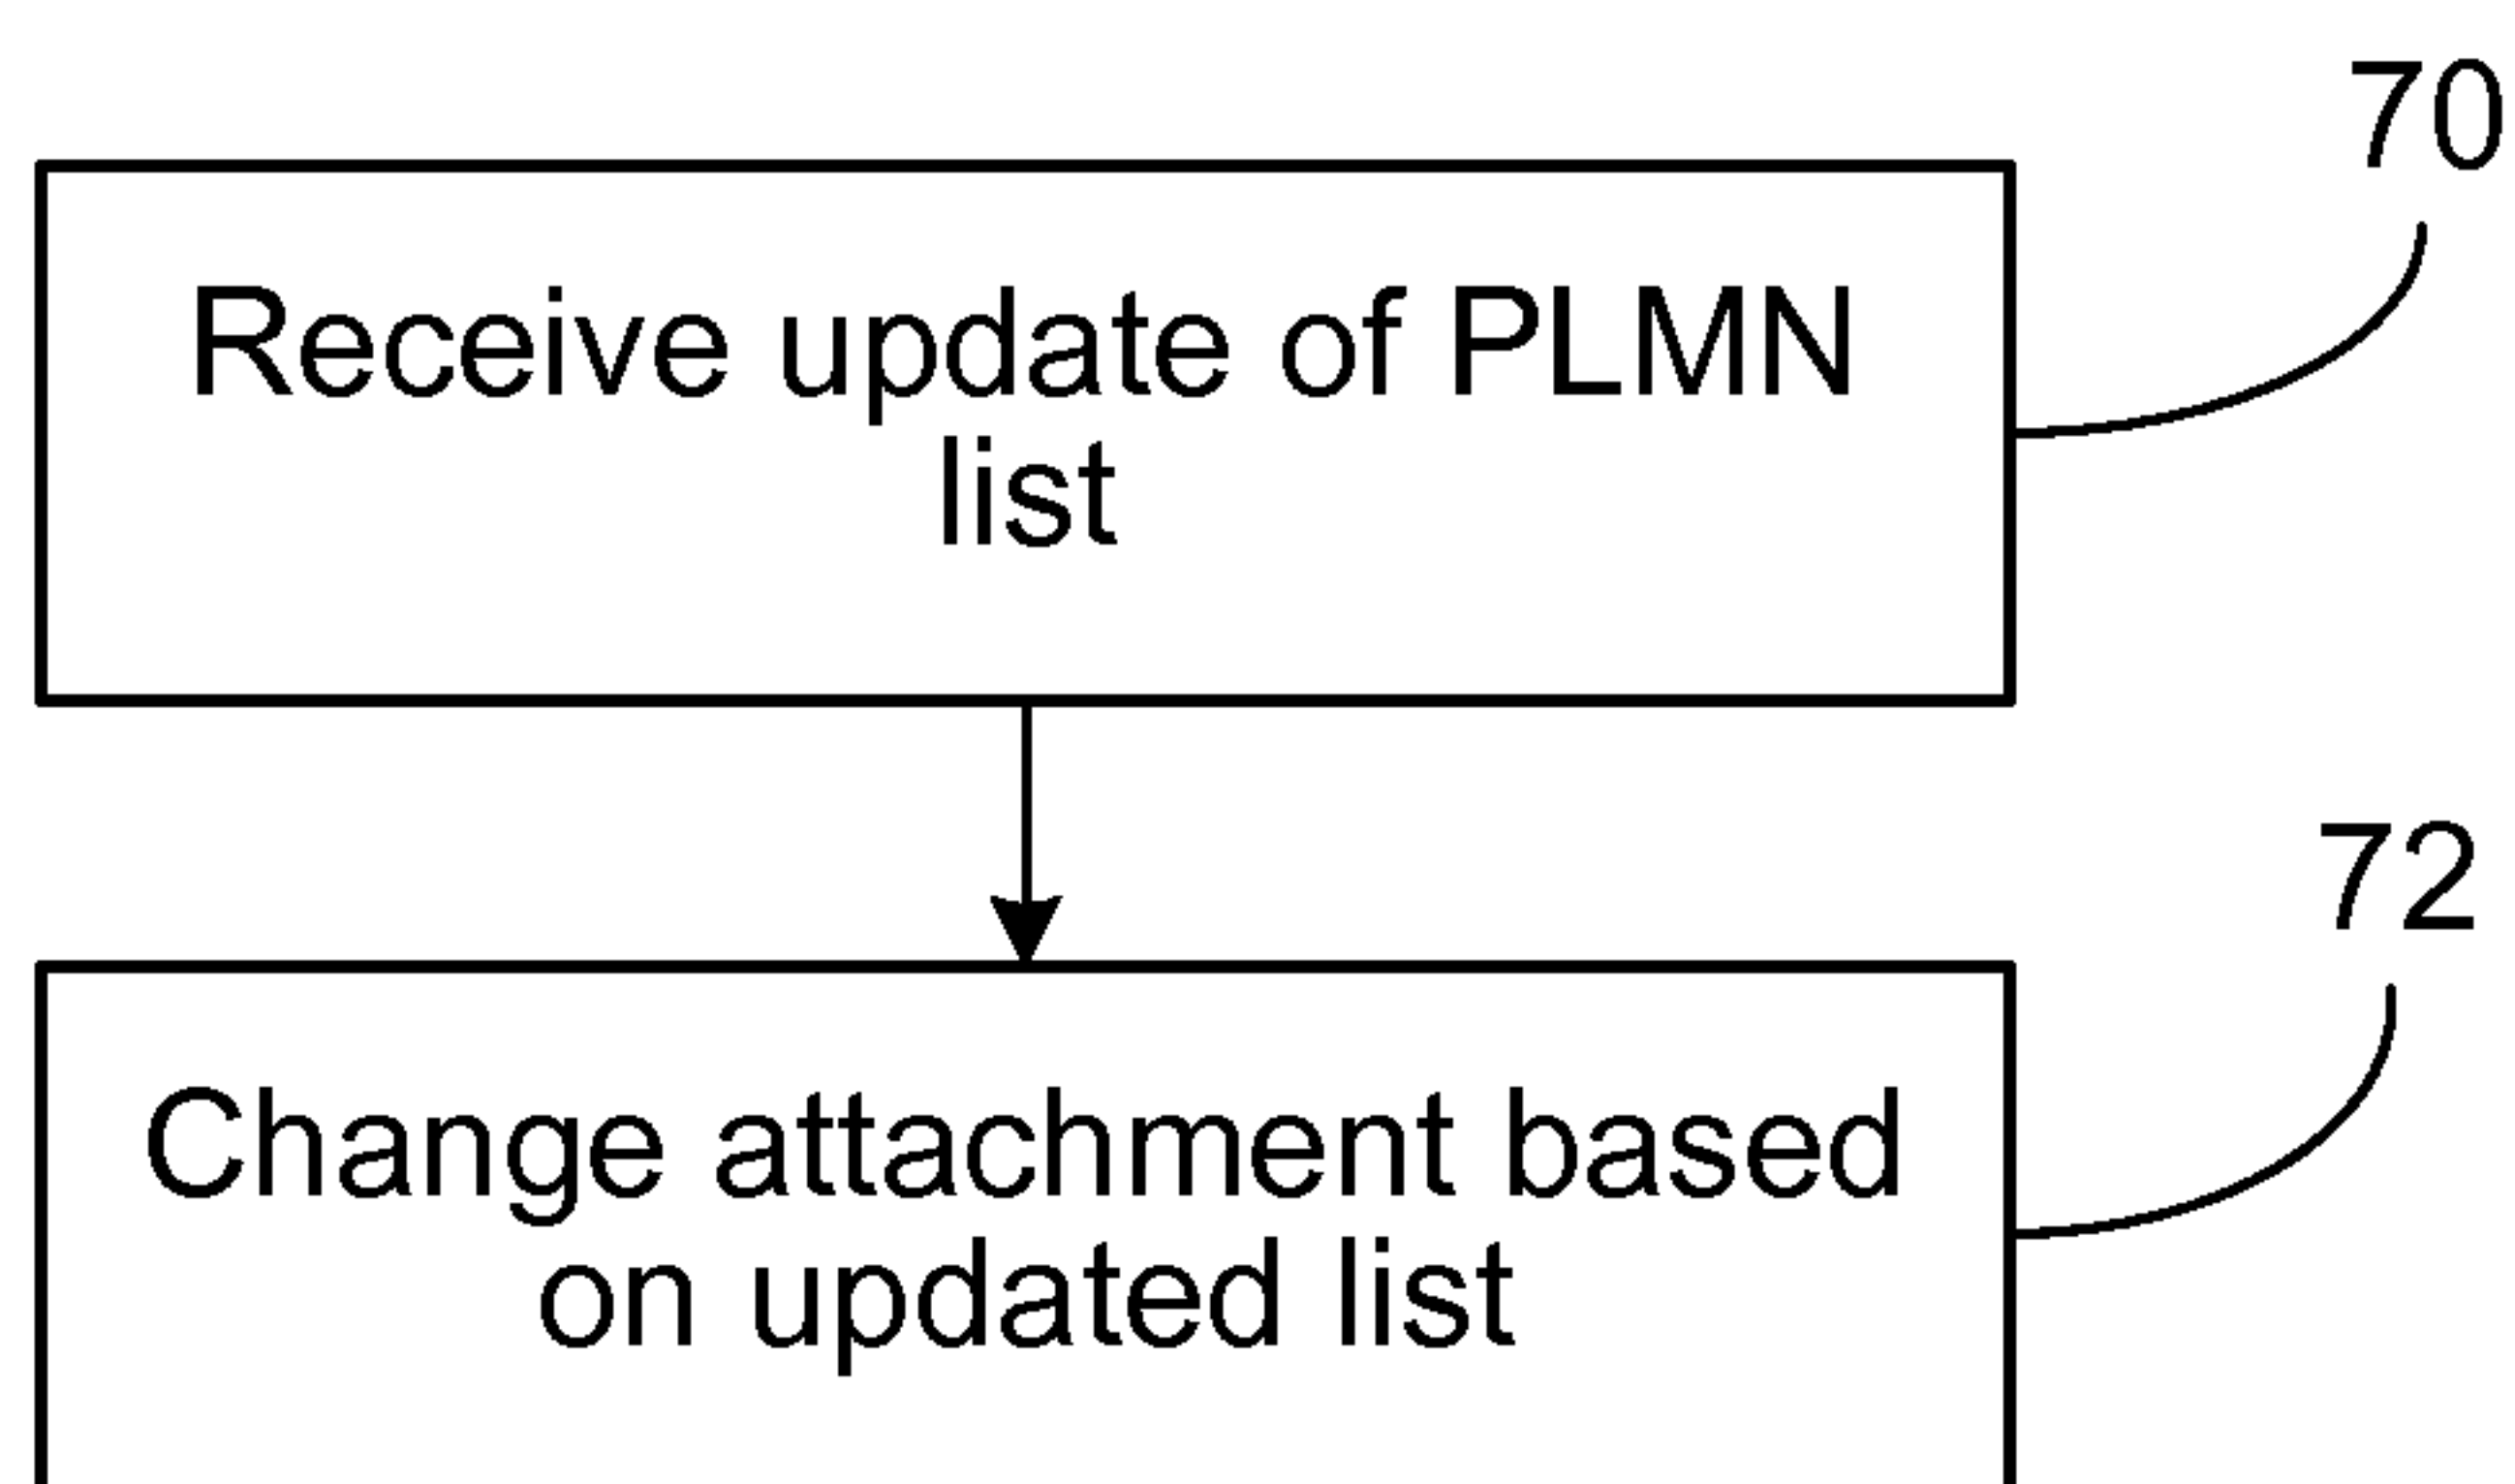 70
Receive update of PLMN
list
72
Change attachment based
on updated list